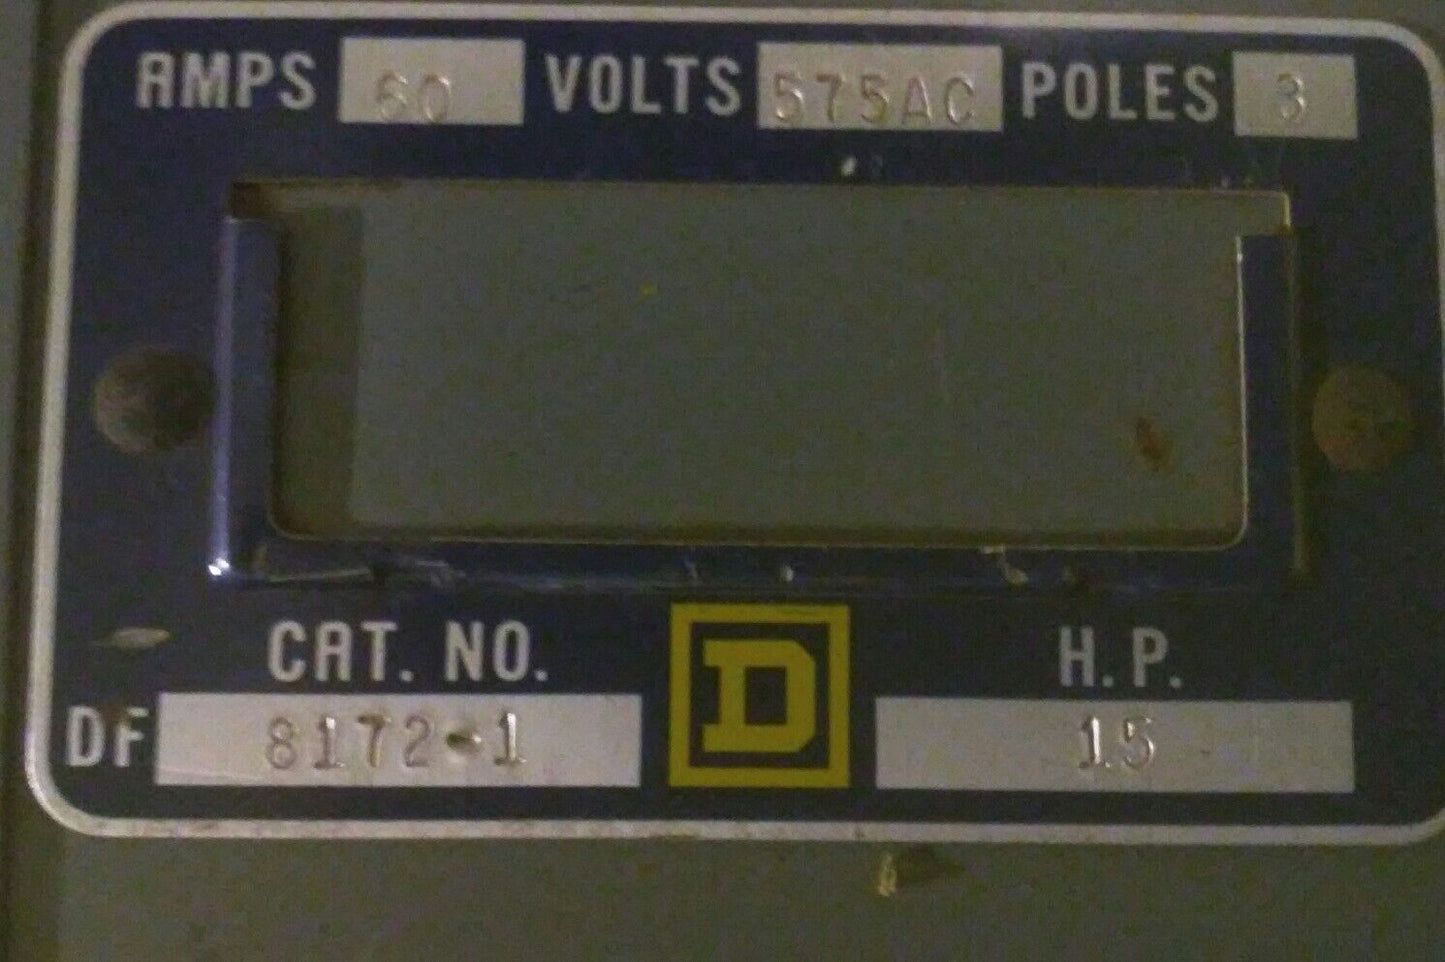 AMPS 60 VOLTS 575AC POLES 3
CAT. NO. H.P.
DF 8172-1 D 15